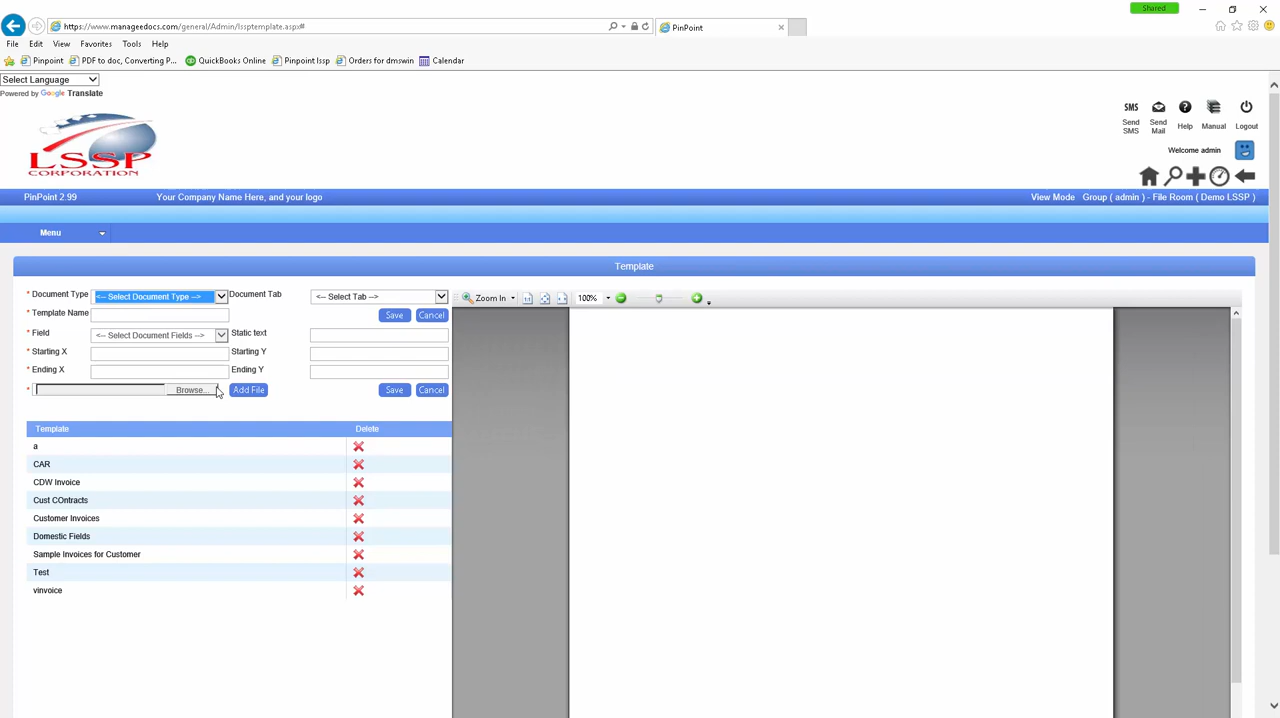 Shared
https://www.manageedocs.com/general/Admin/lssptemplate.aspx#
PinPoint
File Edit View Favorites Tools Help
Pinpoint PDF to doc, Converting P... QuickBooks Online Pinpoint lssp Orders for dmswin Calendar
Select Language
Powered by Google Translate
LSSP
CORPORATION
SMS
Send SMS Send Mail Help Manual Logout
Welcome admin
PinPoint 2.99 Your Company Name Here, and your logo View Mode Group ( admin ) - File Room ( Demo LSSP )
Menu
Template
* Document Type <-- Select Document Type --> Document Tab <-- Select Tab -->
* Template Name Save Cancel
* Field <-- Select Document Fields --> Static text
* Starting X Starting Y
* Ending X Ending Y
* Browse... Add File Save Cancel
Zoom In 100%
Template Delete
a
CAR
CDW Invoice
Cust COntracts
Customer Invoices
Domestic Fields
Sample Invoices for Customer
Test
vinvoice